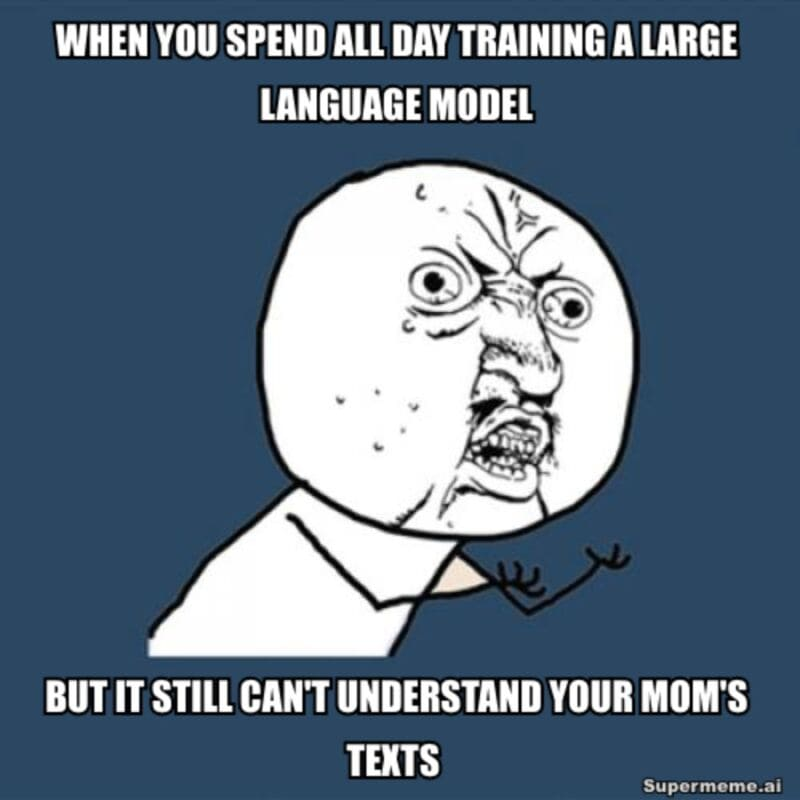 WHEN YOU SPEND ALL DAY TRAINING A LARGE
LANGUAGE MODEL
BUT IT STILL CAN'T UNDERSTAND YOUR MOM'S
TEXTS
Supermeme.ai